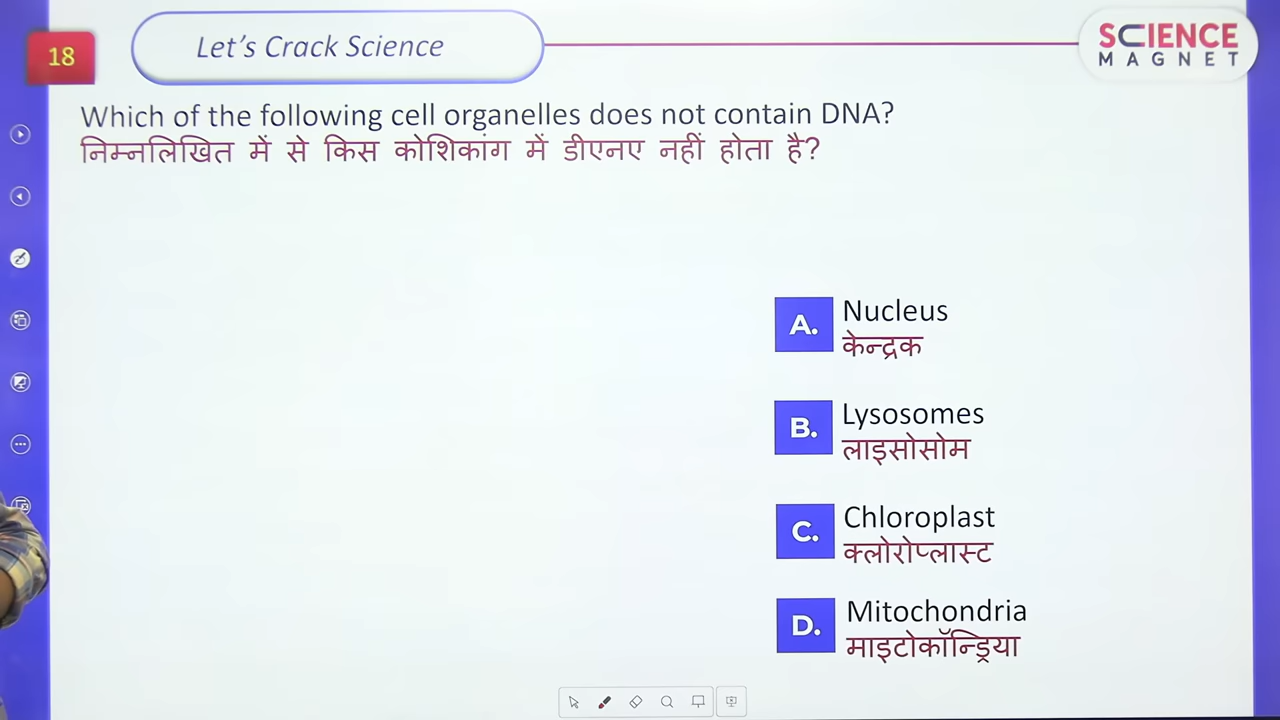 18
Let's Crack Science
SCIENCE
MAGNET
Which of the following cell organelles does not contain DNA?
निम्नलिखित में से किस कोशिकांग में डीएनए नहीं होता है?
A. Nucleus
केन्द्रक
B. Lysosomes
लाइसोसोम
C. Chloroplast
क्लोरोप्लास्ट
D. Mitochondria
माइटोकॉन्ड्रिया